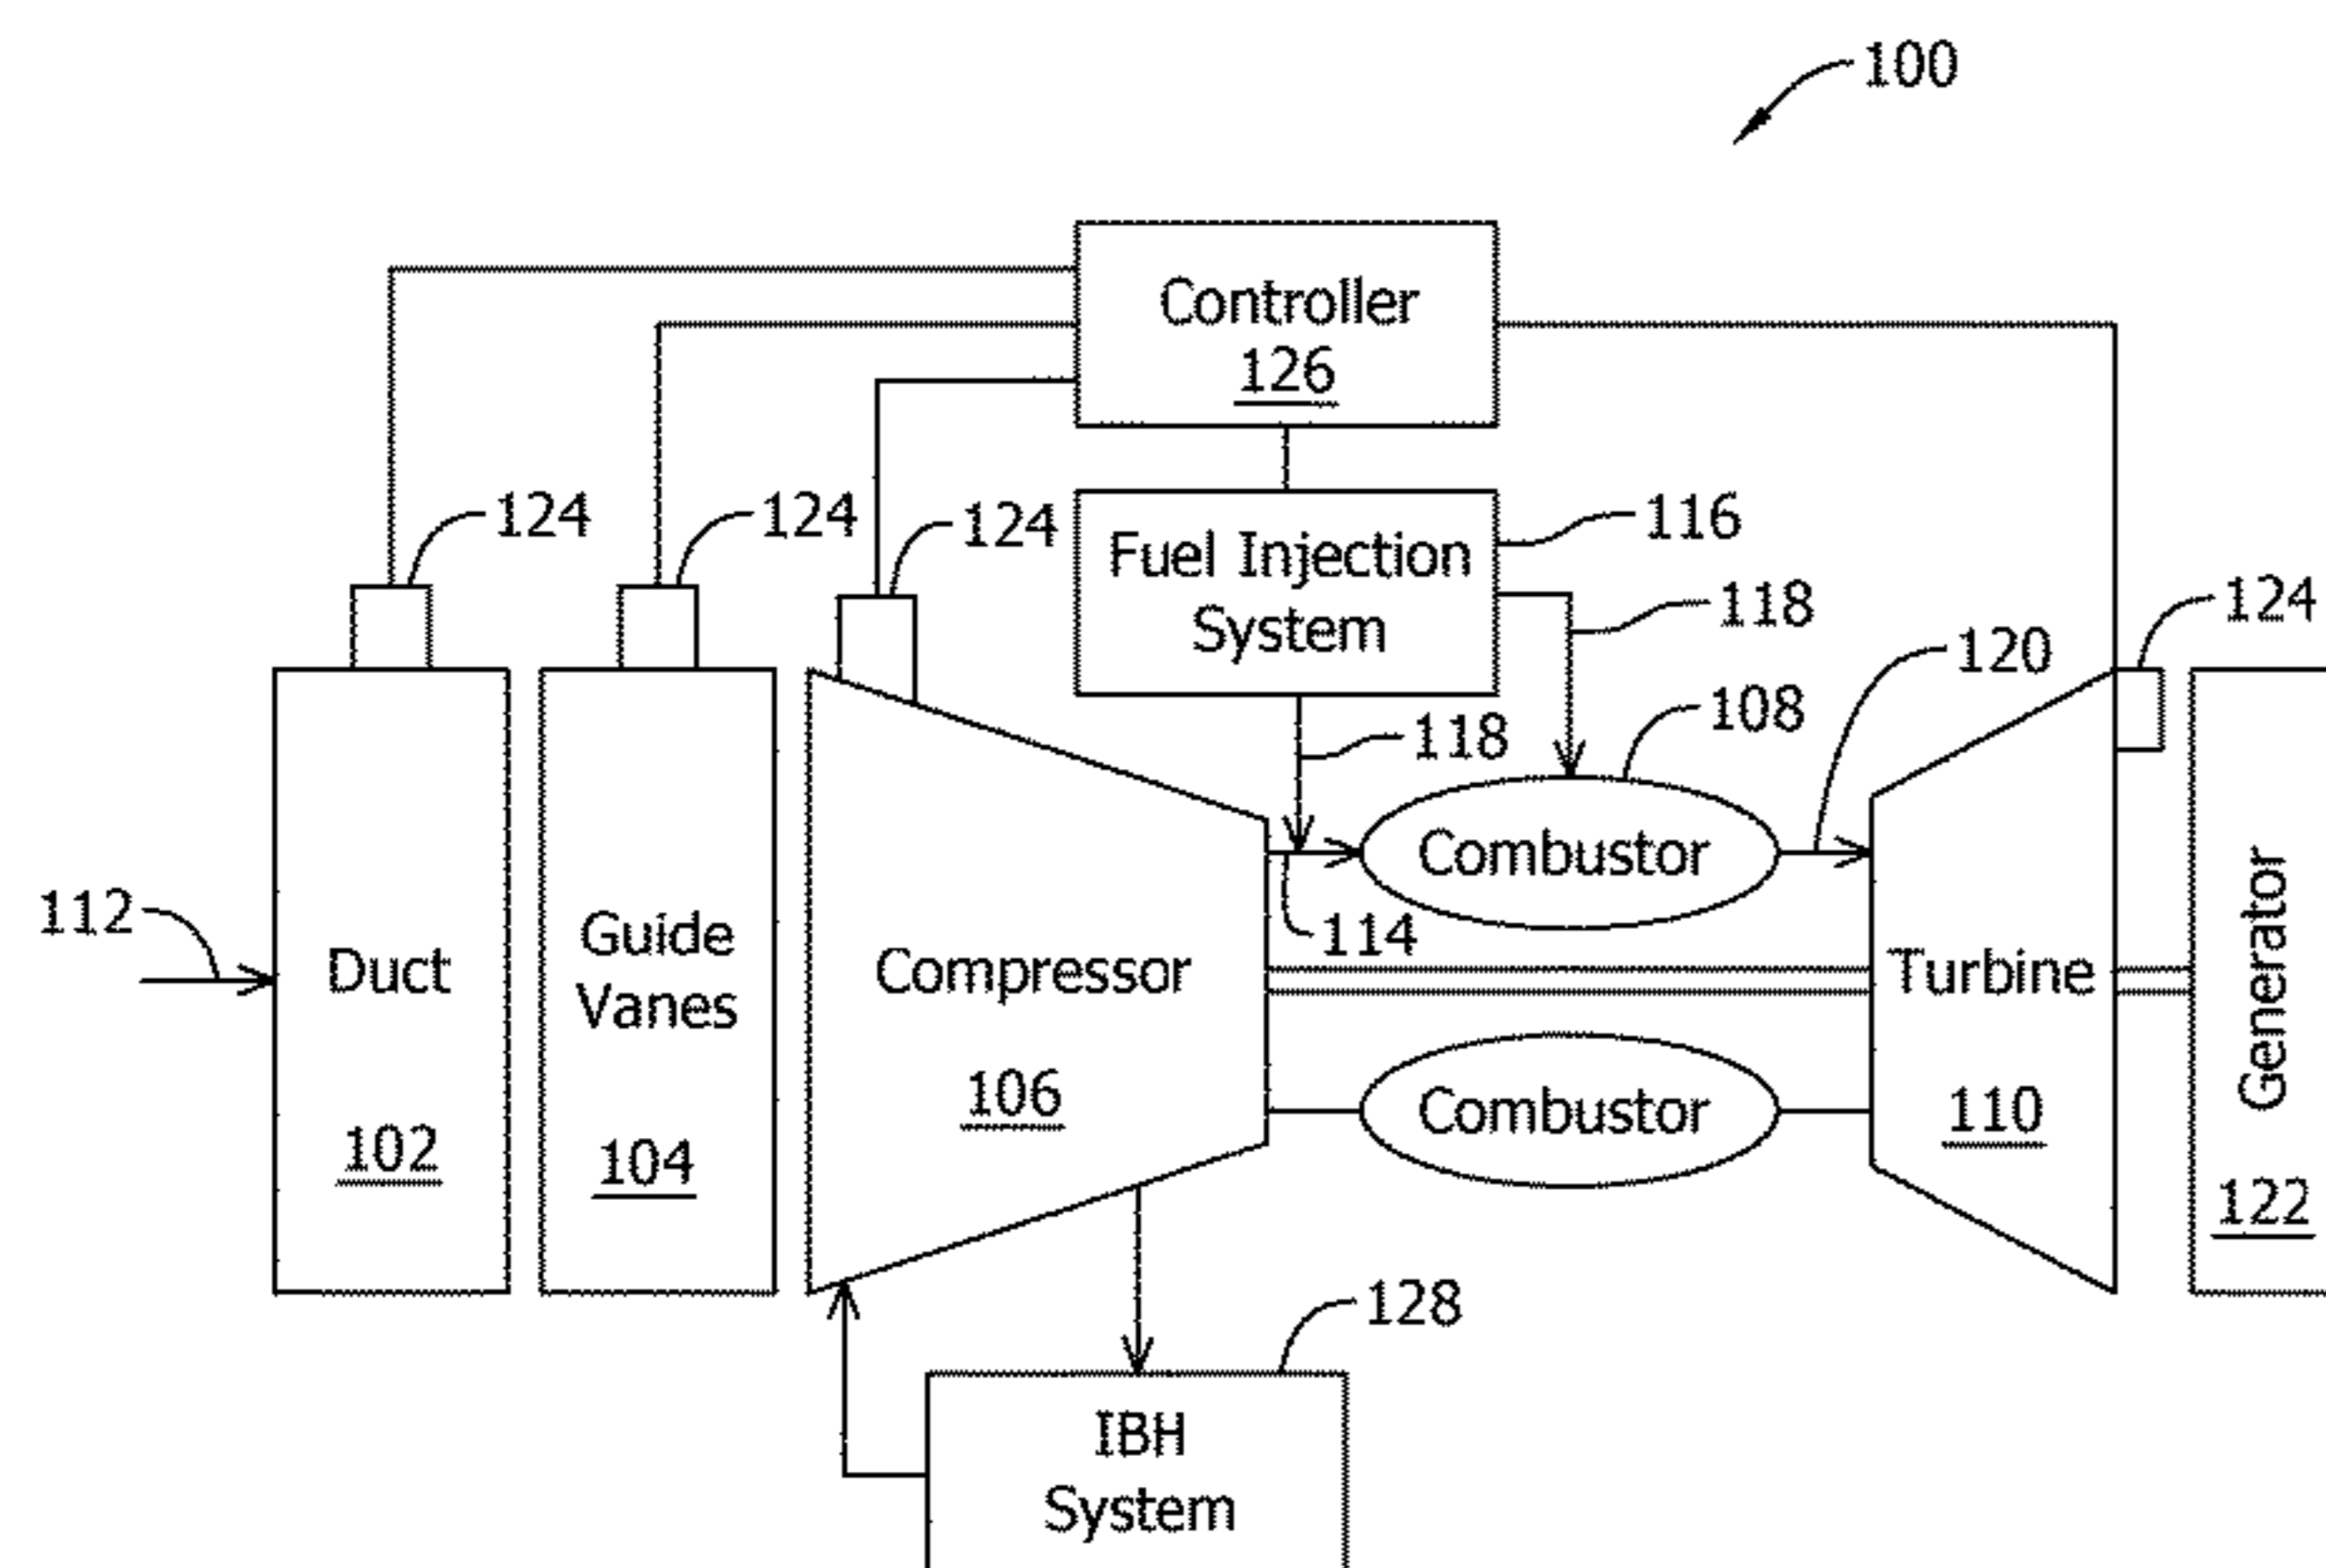 100
Controller
126
124
124
124
Fuel Injection
System
116
118
124
120
108
118
112
Duct
102
Guide
Vanes
104
Compressor
106
Combustor
114
Turbine
110
Combustor
Generator
122
128
IBH
System